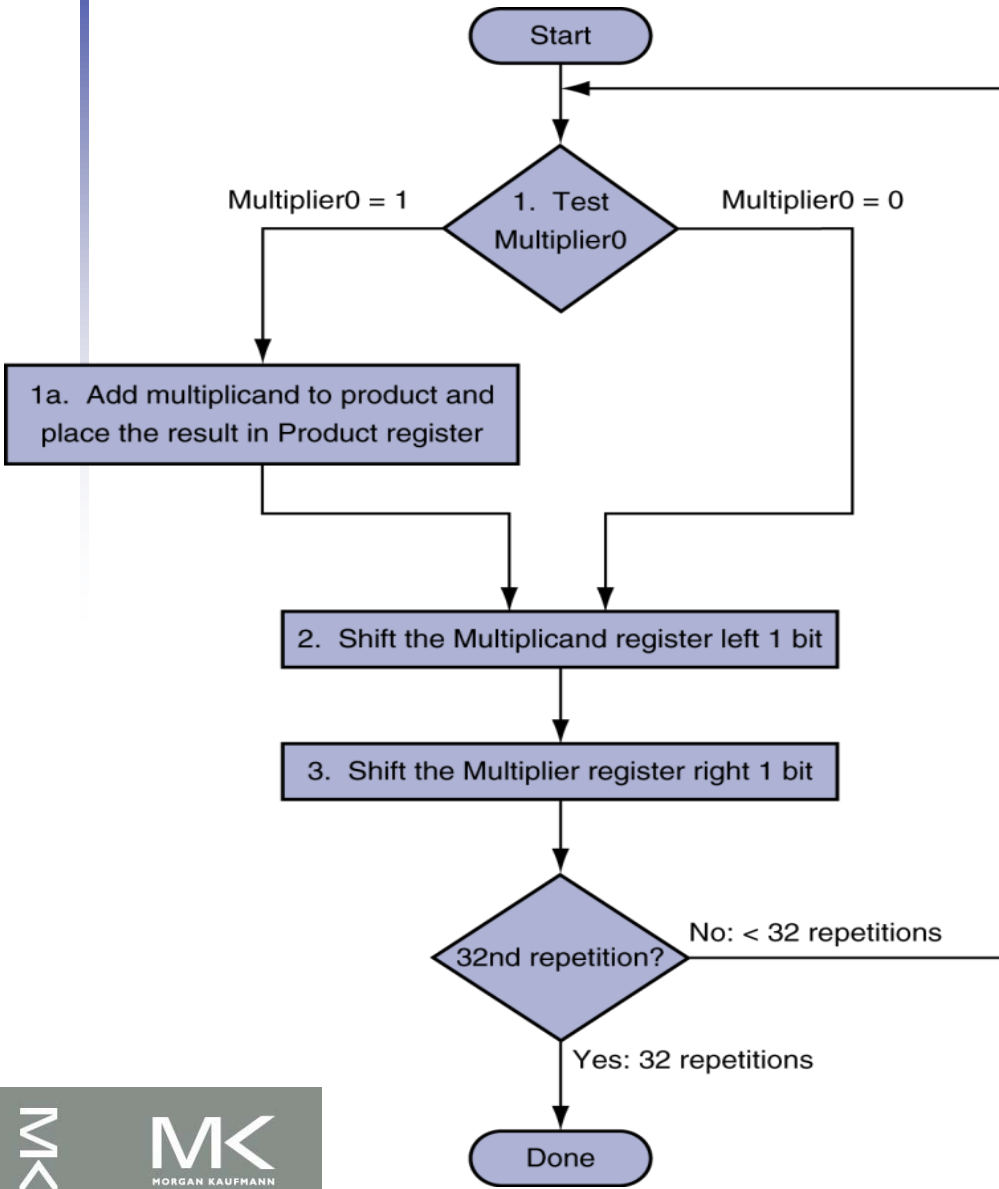 Start
Multiplier0 = 1
1. Test
Multiplier0
Multiplier0 = 0
1a. Add multiplicand to product and
place the result in Product register
2. Shift the Multiplicand register left 1 bit
3. Shift the Multiplier register right 1 bit
32nd repetition?
No: < 32 repetitions
Yes: 32 repetitions
Done
MK
MK
MORGAN KAUFMANN